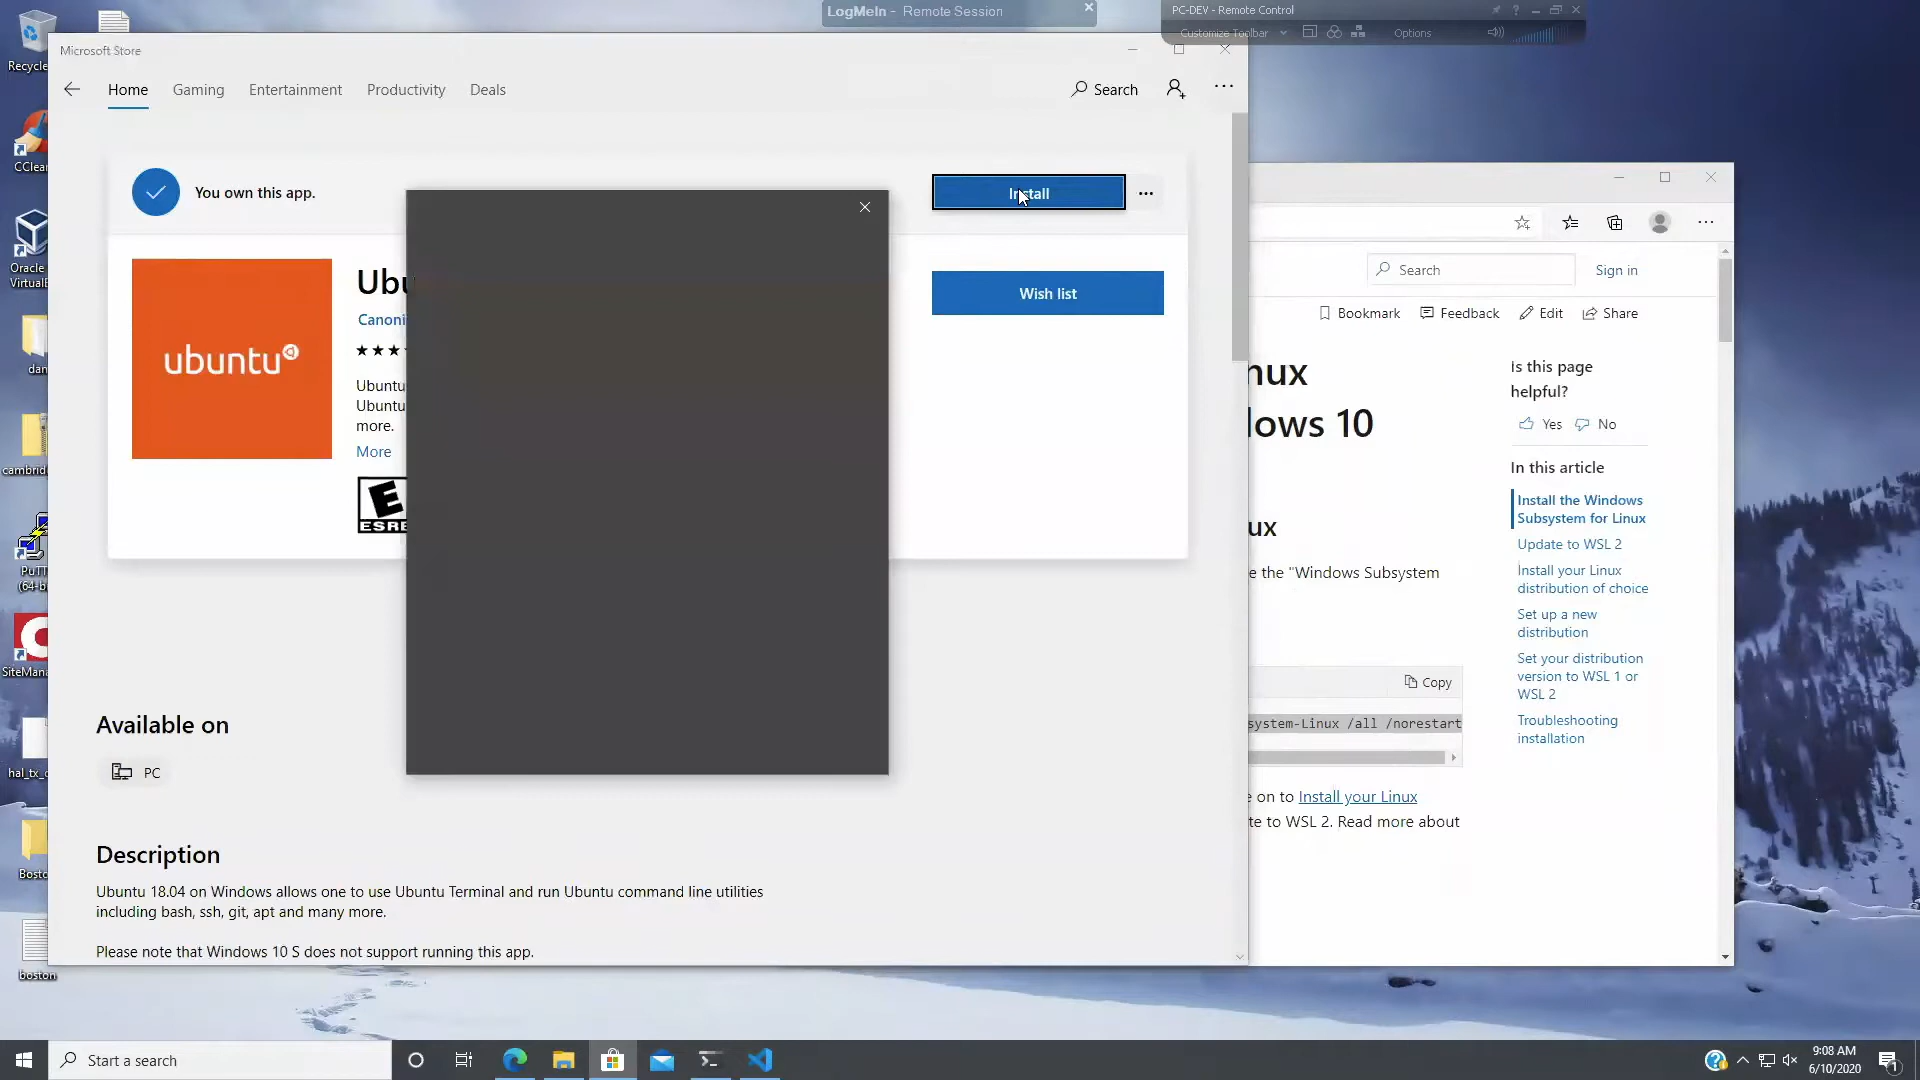 LogMeIn - Remote Session
PC-DEV - Remote Control
Customize Toolbar
Options
Microsoft Store
Home
Gaming
Entertainment
Productivity
Deals
Search
You own this app.
Install
ubuntu
Wish list
Ubuntu
Ubuntu
more.
More
E
Available on
PC
Description
Ubuntu 18.04 on Windows allows one to use Ubuntu Terminal and run Ubuntu command line utilities
including bash, ssh, git, apt and many more.
Please note that Windows 10 S does not support running this app.
Search
Sign in
Bookmark
Feedback
Edit
Share
Windows 10
e the "Windows Subsystem
Copy
system-Linux /all /norestart
e on to Install your Linux
te to WSL 2. Read more about
Is this page
helpful?
Yes
No
In this article
Install the Windows
Subsystem for Linux
Update to WSL 2
Install your Linux
distribution of choice
Set up a new
distribution
Set your distribution
version to WSL 1 or
WSL 2
Troubleshooting
installation
Recycle
CClea
Oracle
VirtualB
dan
cambrid
PuTT
(64-b
SiteMan
hal_tx_c
Bosto
boston
Start a search
9:08 AM
6/10/2020
1